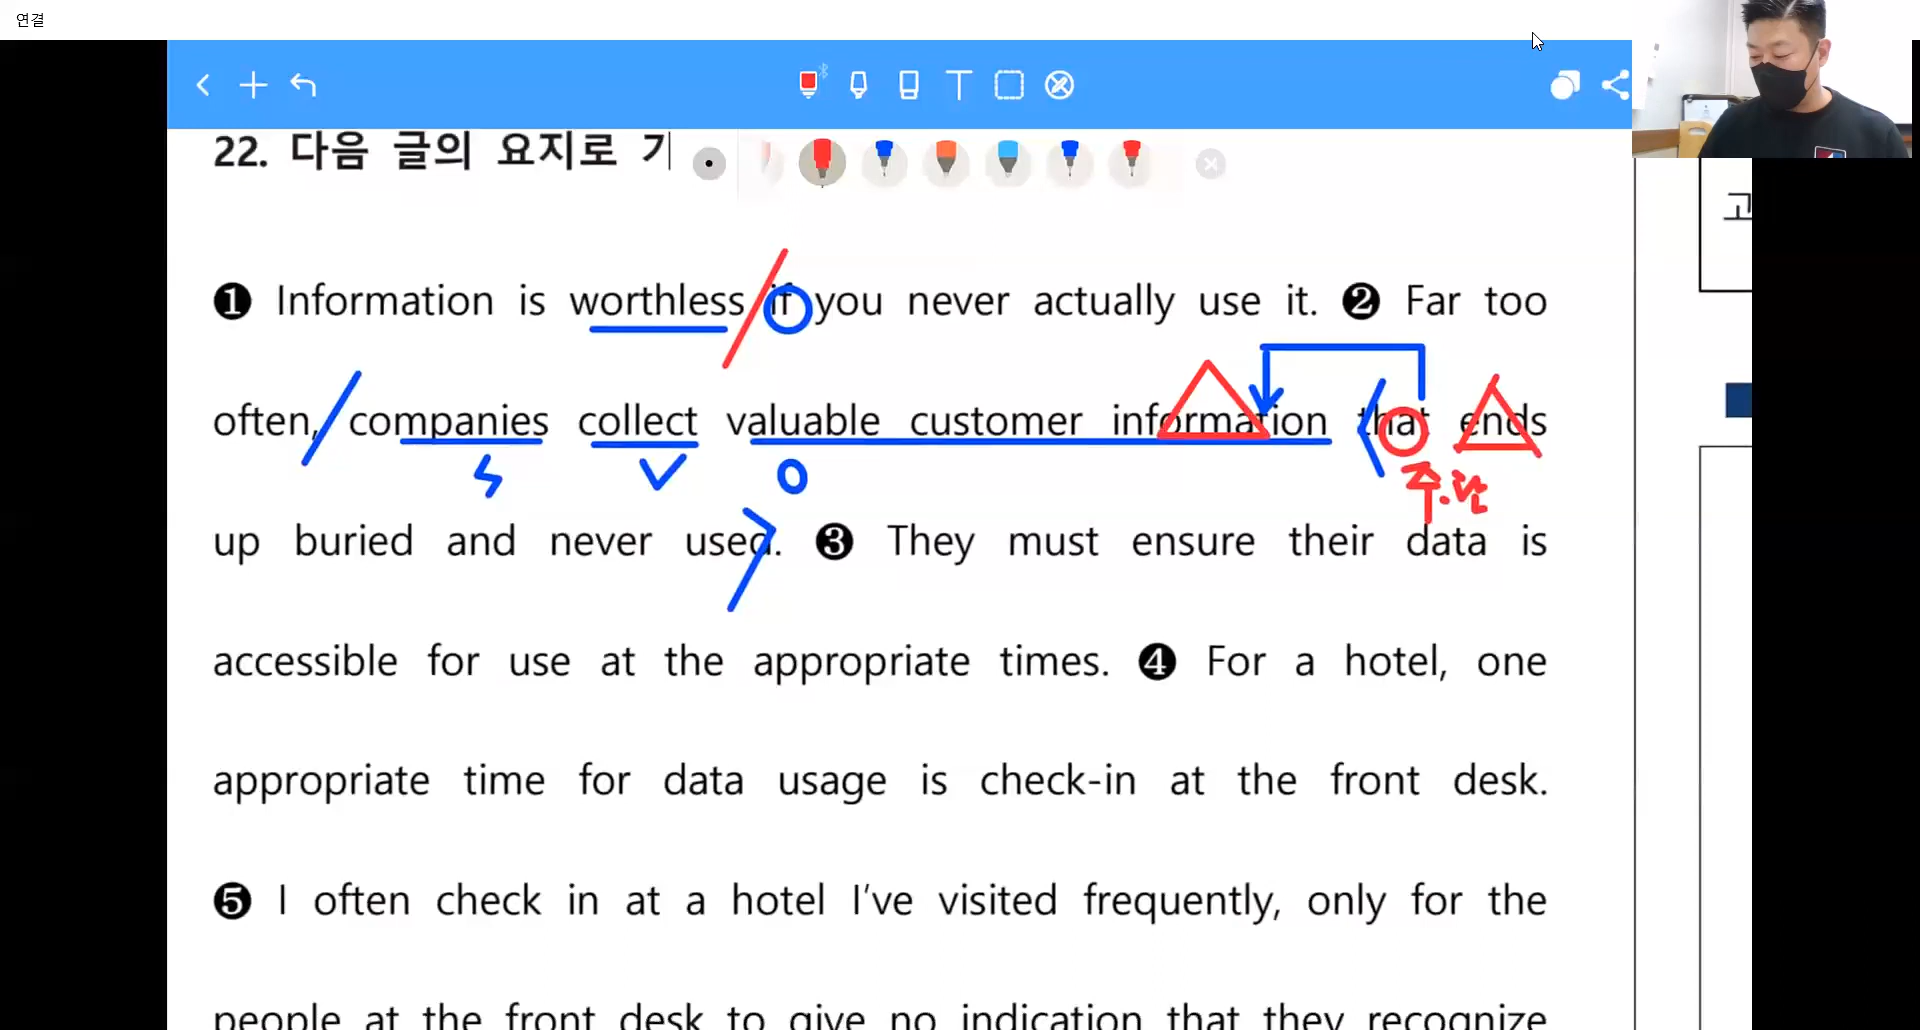 연결
22. 다음 글의 요지로
고
❶ Information is worthless if you never actually use it. ❷ Far too
often, companies collect valuable customer information that ends
S V O 주.관
up buried and never used. ❸ They must ensure their data is
accessible for use at the appropriate times. ❹ For a hotel, one
appropriate time for data usage is check-in at the front desk.
❺ I often check in at a hotel I've visited frequently, only for the
people at the front desk to give no indication that they recognize